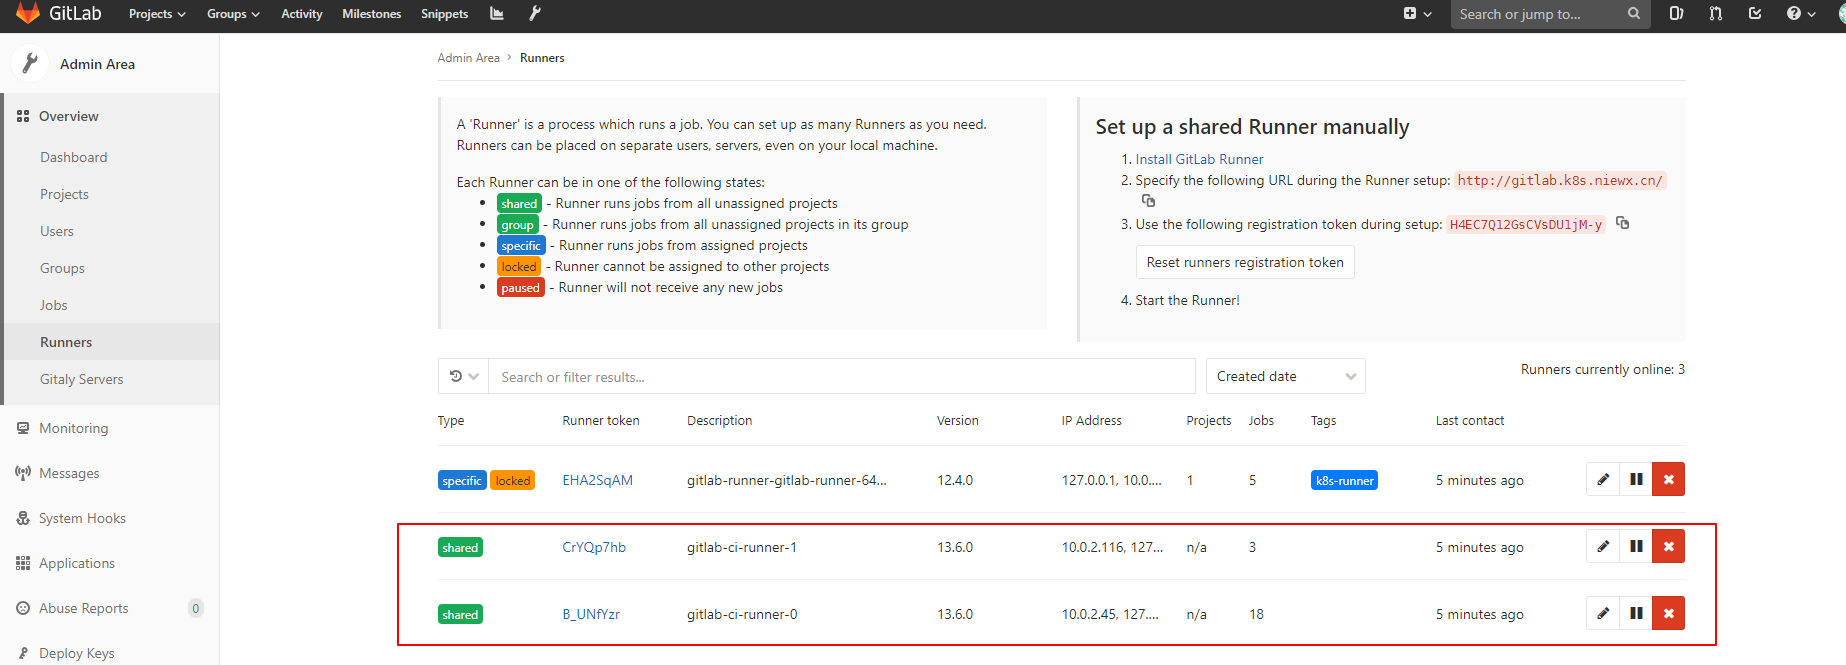 GitLab Projects Groups Activity Milestones Snippets Search or jump to...
Admin Area
Overview
Dashboard
Projects
Users
Groups
Jobs
Runners
Gitaly Servers
Monitoring
Messages
System Hooks
Applications
Abuse Reports 0
Deploy Keys
Admin Area > Runners
A 'Runner' is a process which runs a job. You can set up as many Runners as you need.
Runners can be placed on separate users, servers, even on your local machine.
Each Runner can be in one of the following states:
• shared - Runner runs jobs from all unassigned projects
• group - Runner runs jobs from all unassigned projects in its group
• specific - Runner runs jobs from assigned projects
• locked - Runner cannot be assigned to other projects
• paused - Runner will not receive any new jobs
Set up a shared Runner manually
1. Install GitLab Runner
2. Specify the following URL during the Runner setup: http://gitlab.k8s.niewx.cn/
3. Use the following registration token during setup: H4EC7Q12GsCVsDU1jM-y
Reset runners registration token
4. Start the Runner!
Search or filter results...
Created date
Runners currently online: 3
Type Runner token Description Version IP Address Projects Jobs Tags Last contact
specific locked EHA2SqAM gitlab-runner-gitlab-runner-64... 12.4.0 127.0.0.1, 10.0.... 1 5 k8s-runner 5 minutes ago
shared CrYQp7hb gitlab-ci-runner-1 13.6.0 10.0.2.116, 127... n/a 3 5 minutes ago
shared B_UNfYzr gitlab-ci-runner-0 13.6.0 10.0.2.45, 127.... n/a 18 5 minutes ago